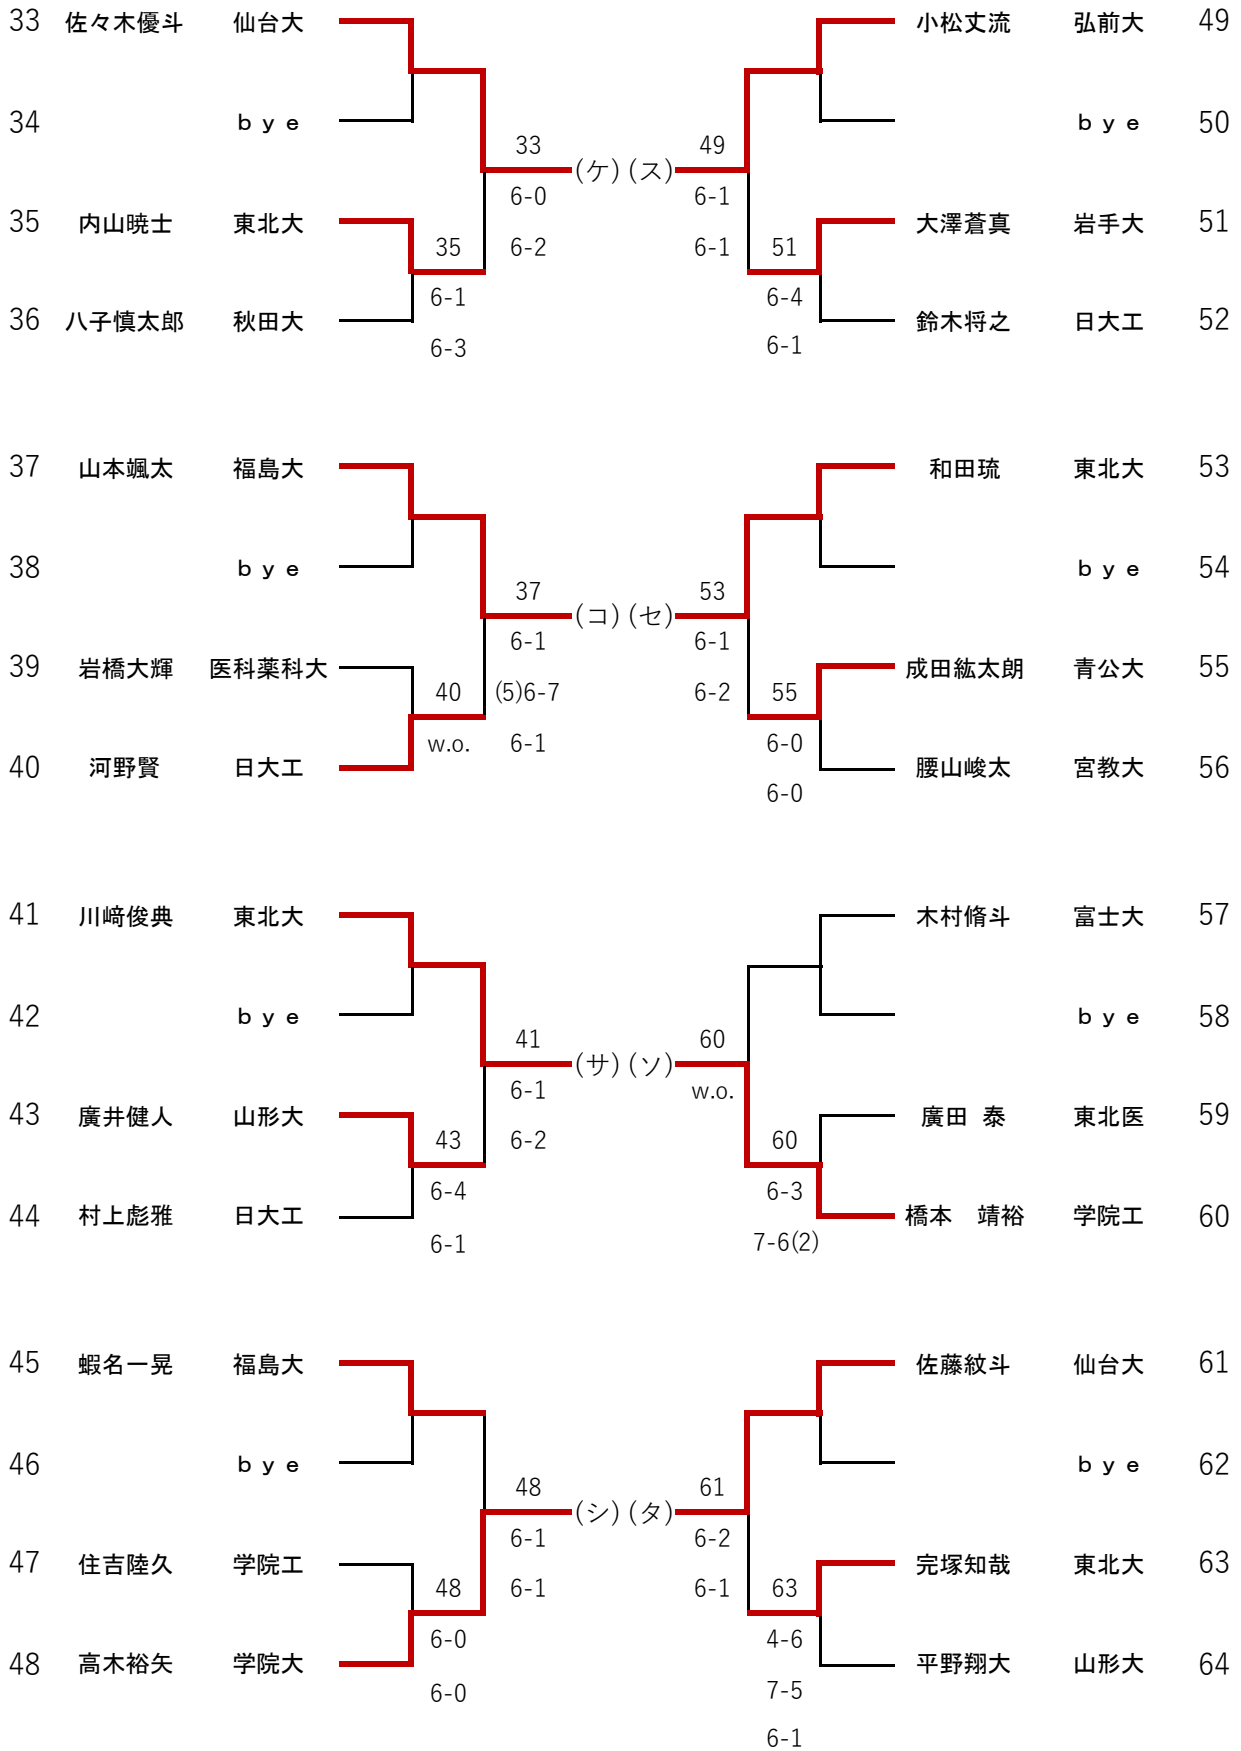 33 佐々木優斗 仙台大 小松丈流 弘前大 49
34 ｂｙｅ ｂｙｅ 50
33 (ケ) (ス) 49
6-0 6-1
35 内山暁士 東北大 大澤蒼真 岩手大 51
35 6-2 6-1 51
6-1 6-4
36 八子慎太郎 秋田大 鈴木将之 日大工 52
6-3 6-1
37 山本颯太 福島大 和田琉 東北大 53
38 ｂｙｅ ｂｙｅ 54
37 (コ) (セ) 53
6-1 6-1
39 岩橋大輝 医科薬科大 成田紘太朗 青公大 55
40 (5)6-7 6-2 55
w.o. 6-1 6-0
40 河野賢 日大工 腰山峻太 宮教大 56
6-0
41 川﨑俊典 東北大 木村脩斗 富士大 57
42 ｂｙｅ ｂｙｅ 58
41 (サ) (ソ) 60
6-1 w.o.
43 廣井健人 山形大 廣田 泰 東北医 59
43 6-2 60
6-4 6-3
44 村上彪雅 日大工 橋本 靖裕 学院工 60
6-1 7-6(2)
45 蝦名一晃 福島大 佐藤紋斗 仙台大 61
46 ｂｙｅ ｂｙｅ 62
48 (シ) (タ) 61
6-1 6-2
47 住吉陸久 学院工 完塚知哉 東北大 63
48 6-1 6-1 63
6-0 4-6
48 高木裕矢 学院大 平野翔大 山形大 64
6-0 7-5
6-1